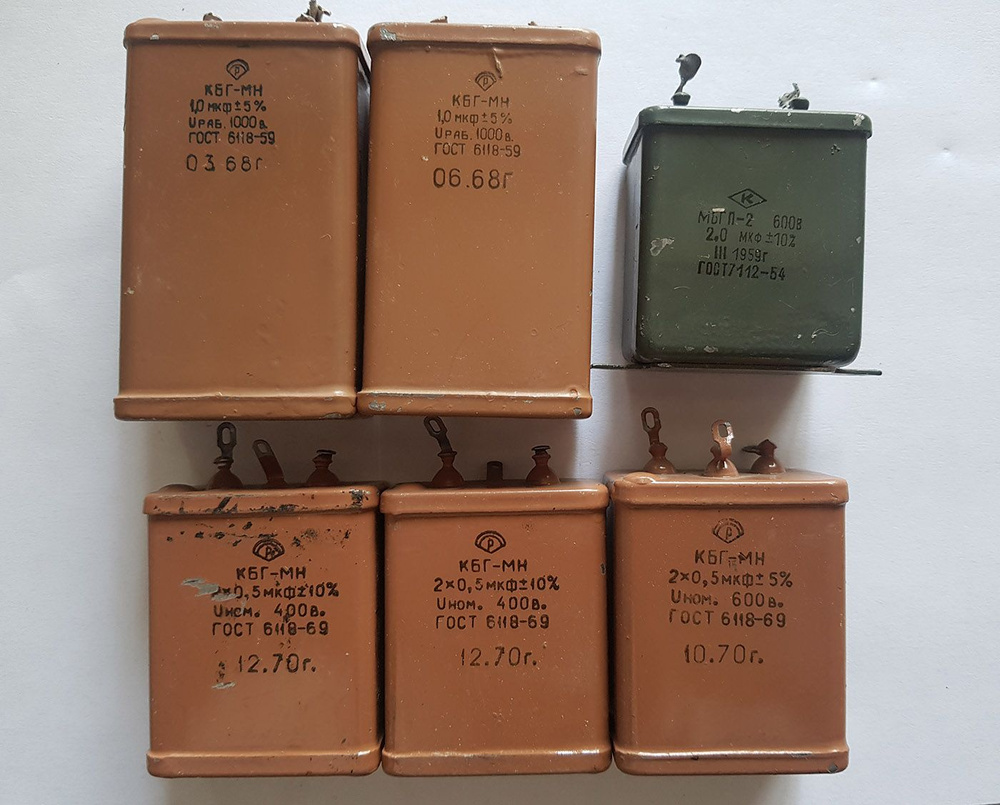 Р
КБГ-МН
1,0 мкф ± 5%
Uраб. 1000 в.
ГОСТ 6118-59
03.68г
Р
КБГ-МН
1,0 мкф ± 5%
Uраб. 1000 в.
ГОСТ 6118-59
06.68г
К
МБГП-2 600в
2.0 мкф ±10%
III 1959г
ГОСТ7112-54
Р
КБГ-МН
2×0,5мкф±10%
Uном. 400в.
ГОСТ 6118-69
12.70г.
Р
КБГ-МН
2×0,5мкф±10%
Uном. 400в.
ГОСТ 6118-69
12.70г.
Р
КБГ-МН
2×0,5мкф± 5%
Uном. 600в.
ГОСТ 6118-69
10.70г.